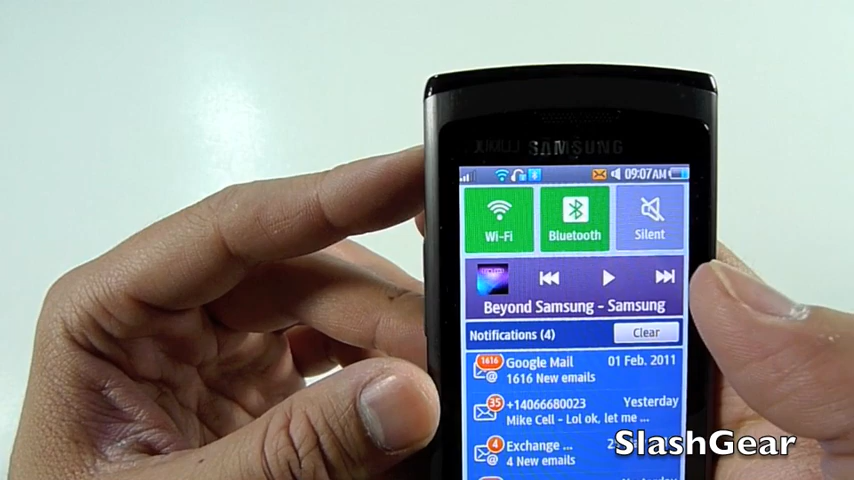 SAMSUNG
09:07AM
Wi-Fi
Bluetooth
Silent
Beyond Samsung - Samsung
Notifications (4)
Clear
1616
Google Mail
01 Feb. 2011
1616 New emails
35
+14066680023
Yesterday
Mike Cell - Lol ok, let me ...
4
Exchange ...
4 New emails
SlashGear